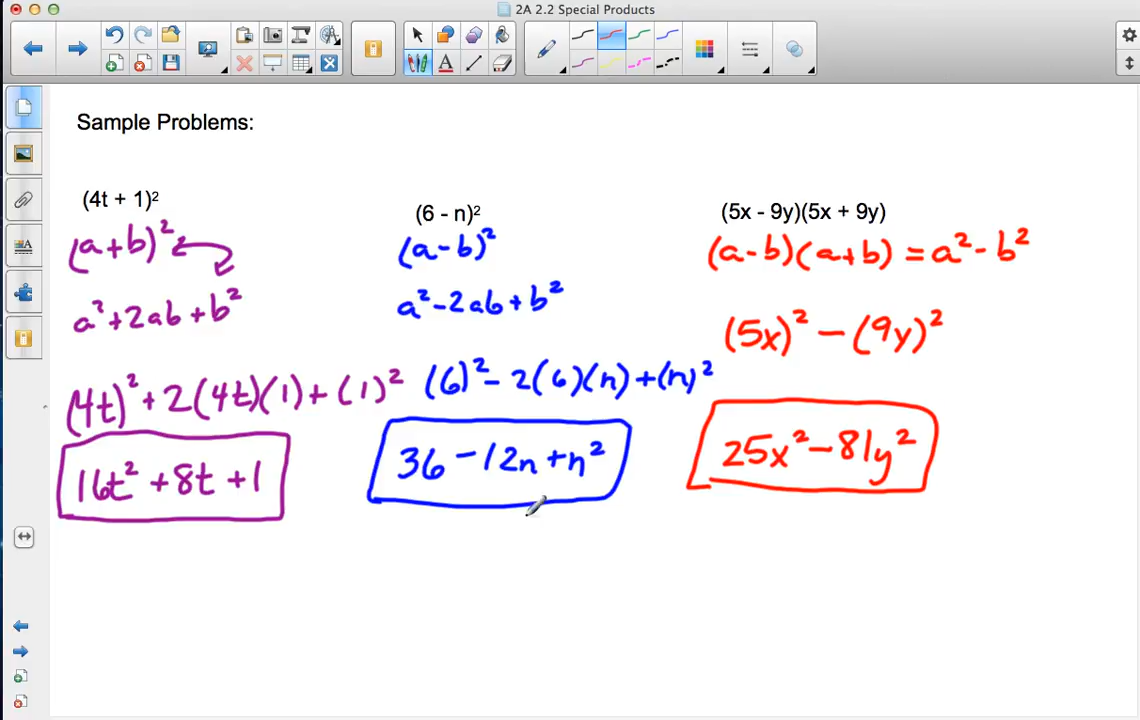 2A 2.2 Special Products
Sample Problems:
(4t + 1)²
(a+b)²
a²+2ab+b²
(4t)²+2(4t)(1)+(1)²
16t²+8t+1
(6 - n)²
(a-b)²
a²-2ab+b²
(6)²-2(6)(n)+(n)²
36-12n+n²
(5x - 9y)(5x + 9y)
(a-b)(a+b)=a²-b²
(5x)²-(9y)²
25x²-81y²